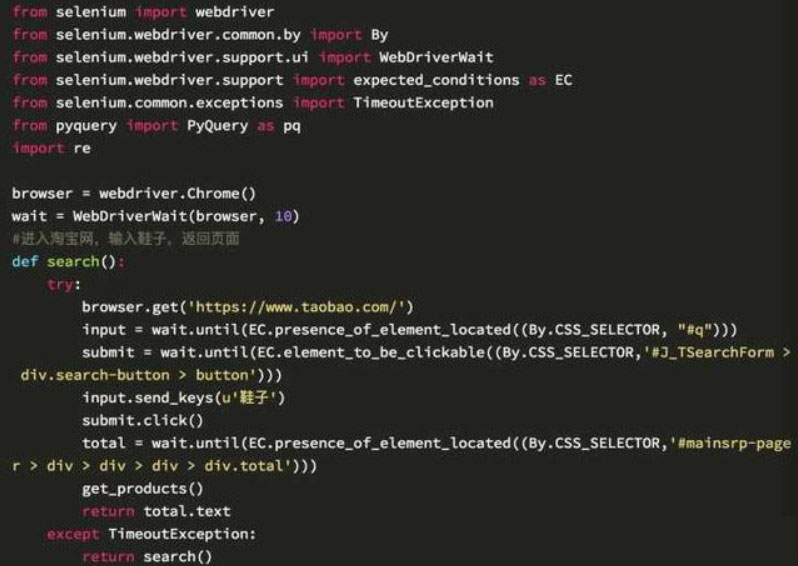 from selenium import webdriver
from selenium.webdriver.common.by import By
from selenium.webdriver.support.ui import WebDriverWait
from selenium.webdriver.support import expected_conditions as EC
from selenium.common.exceptions import TimeoutException
from pyquery import PyQuery as pq
import re

browser = webdriver.Chrome()
wait = WebDriverWait(browser, 10)
#进入淘宝网，输入鞋子，返回页面
def search():
    try:
        browser.get('https://www.taobao.com/')
        input = wait.until(EC.presence_of_element_located((By.CSS_SELECTOR, "#q")))
        submit = wait.until(EC.element_to_be_clickable((By.CSS_SELECTOR,'#J_TSearchForm >
 div.search-button > button')))
        input.send_keys(u'鞋子')
        submit.click()
        total = wait.until(EC.presence_of_element_located((By.CSS_SELECTOR,'#mainsrp-page
r > div > div > div > div.total')))
        get_products()
        return total.text
    except TimeoutException:
        return search()